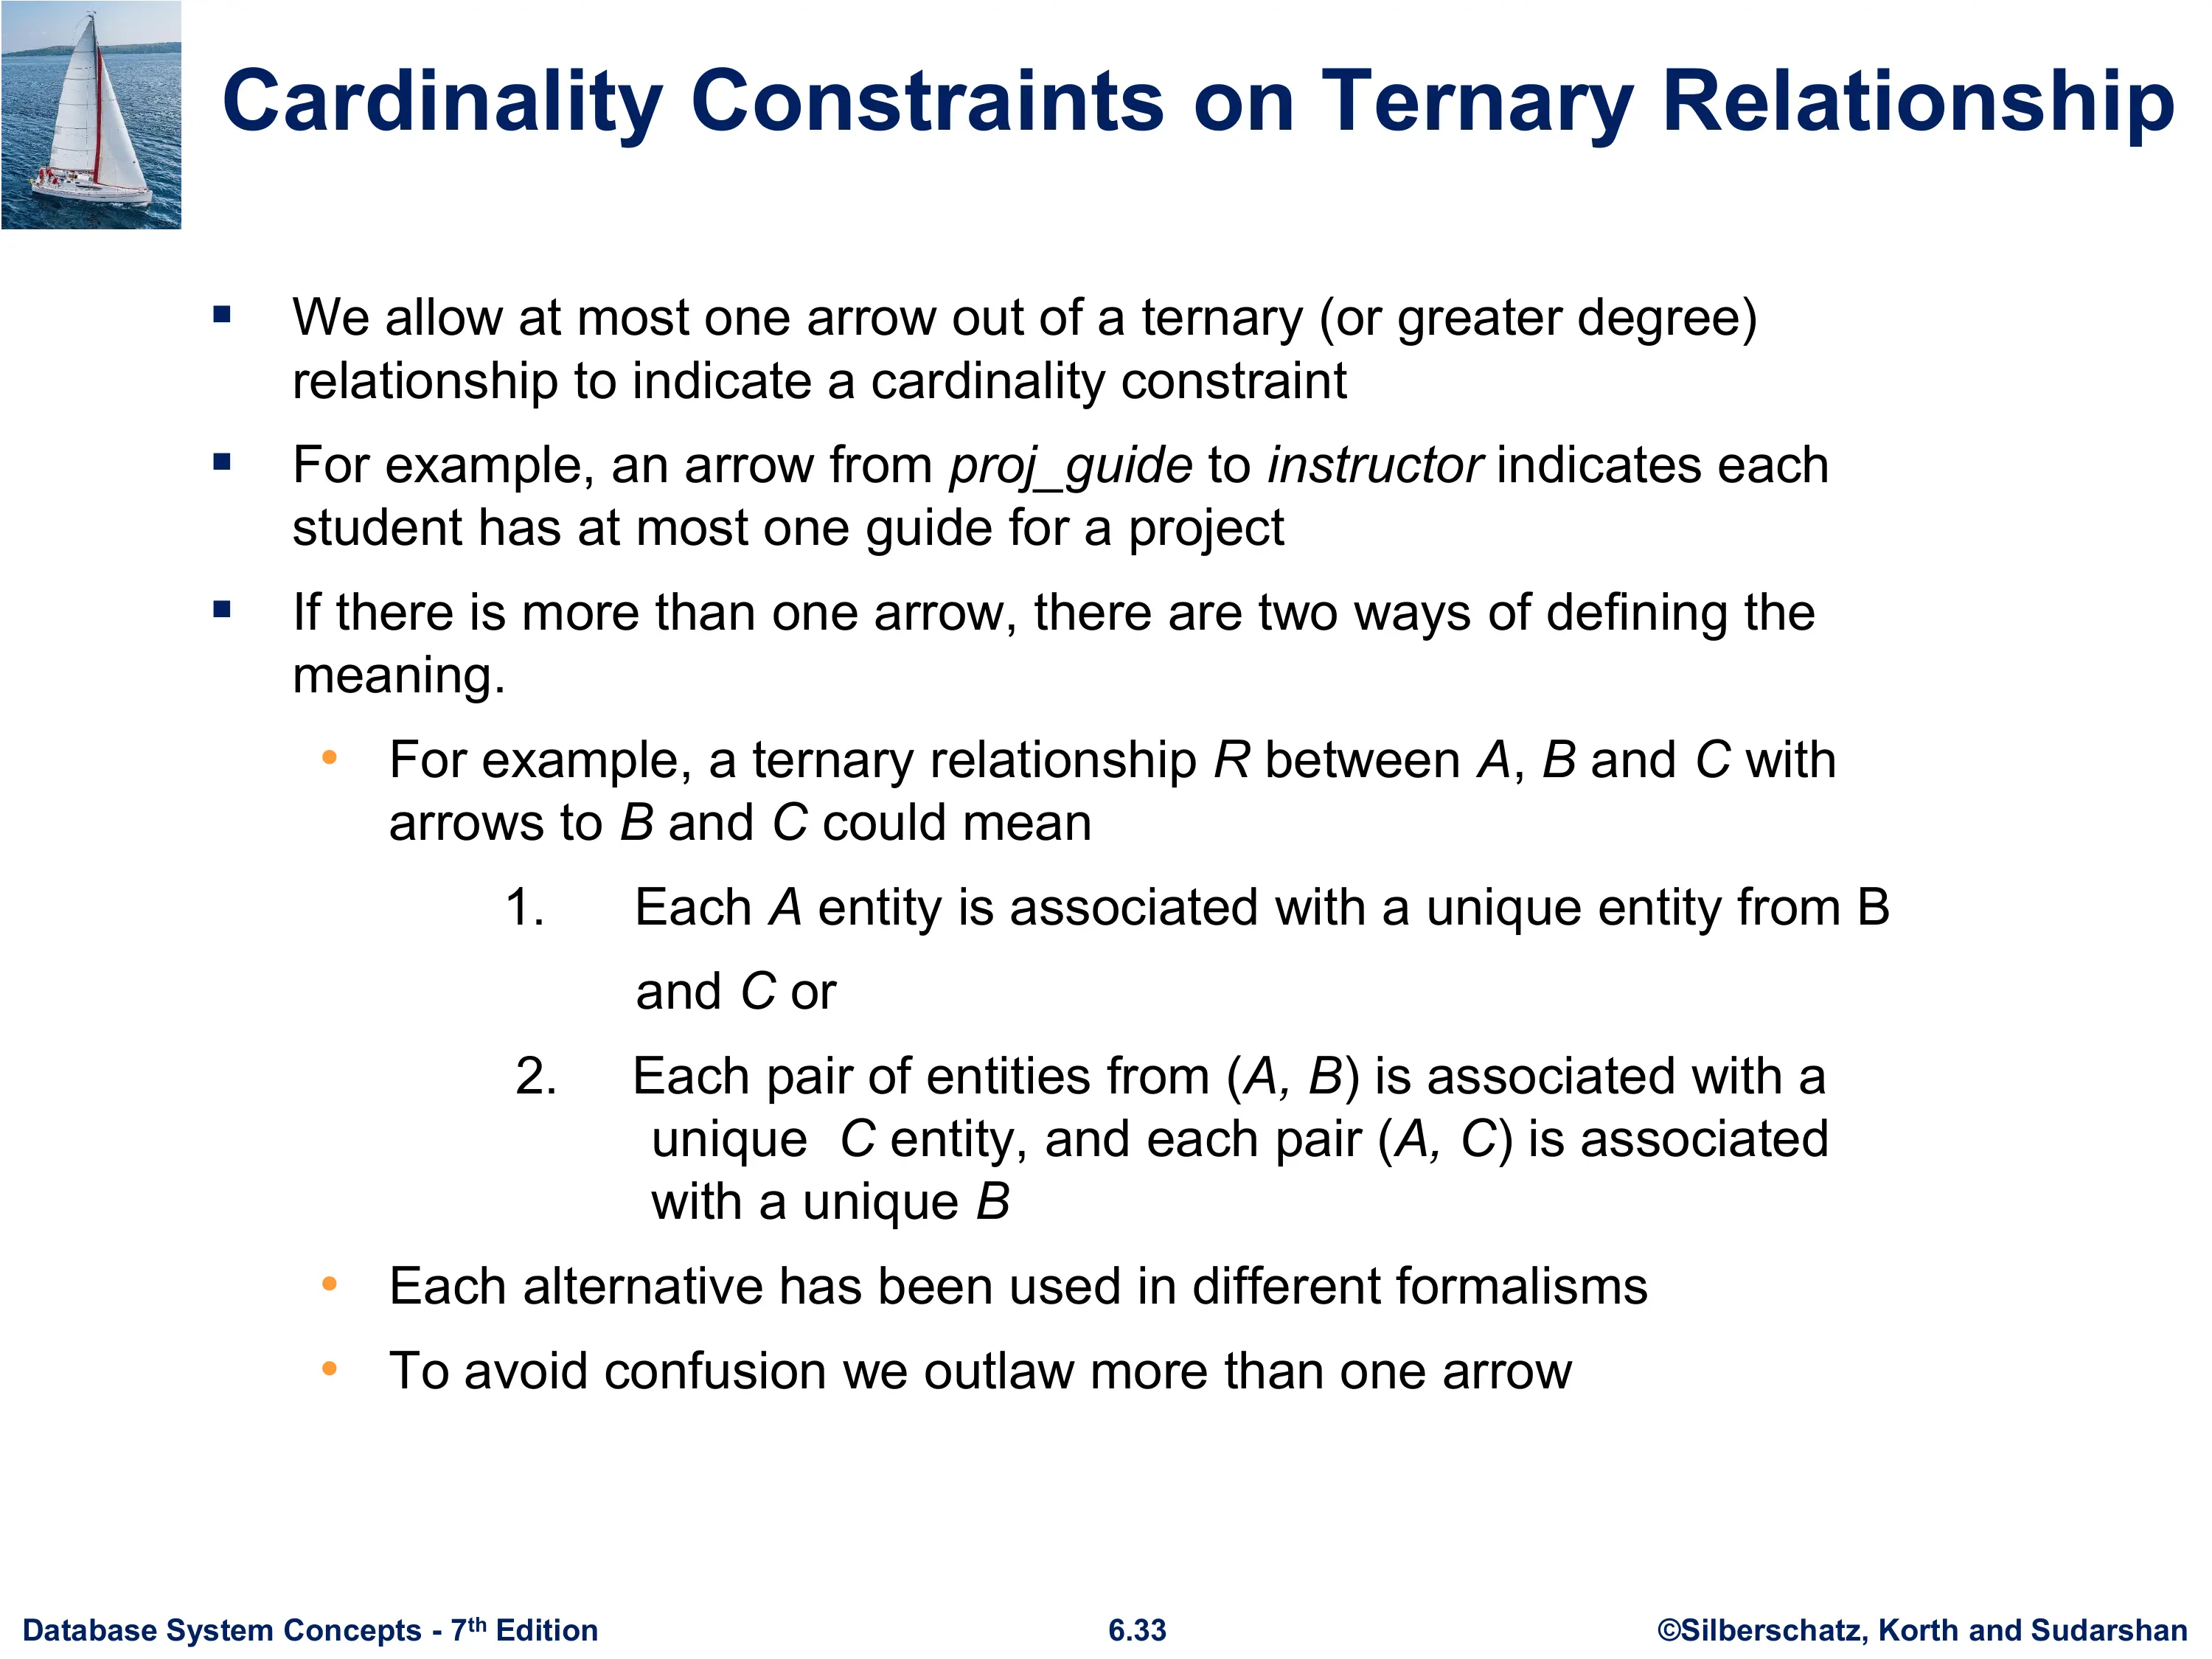 Cardinality Constraints on Ternary Relationship
We allow at most one arrow out of a ternary (or greater degree)
relationship to indicate a cardinality constraint
For example, an arrow from proj_guide to instructor indicates each
student has at most one guide for a project
If there is more than one arrow, there are two ways of defining the
meaning.
For example, a ternary relationship R between A, B and C with
arrows to B and C could mean
1. Each A entity is associated with a unique entity from B
and C or
2. Each pair of entities from (A, B) is associated with a
unique C entity, and each pair (A, C) is associated
with a unique B
Each alternative has been used in different formalisms
To avoid confusion we outlaw more than one arrow
Database System Concepts - 7th Edition 6.33 ©Silberschatz, Korth and Sudarshan